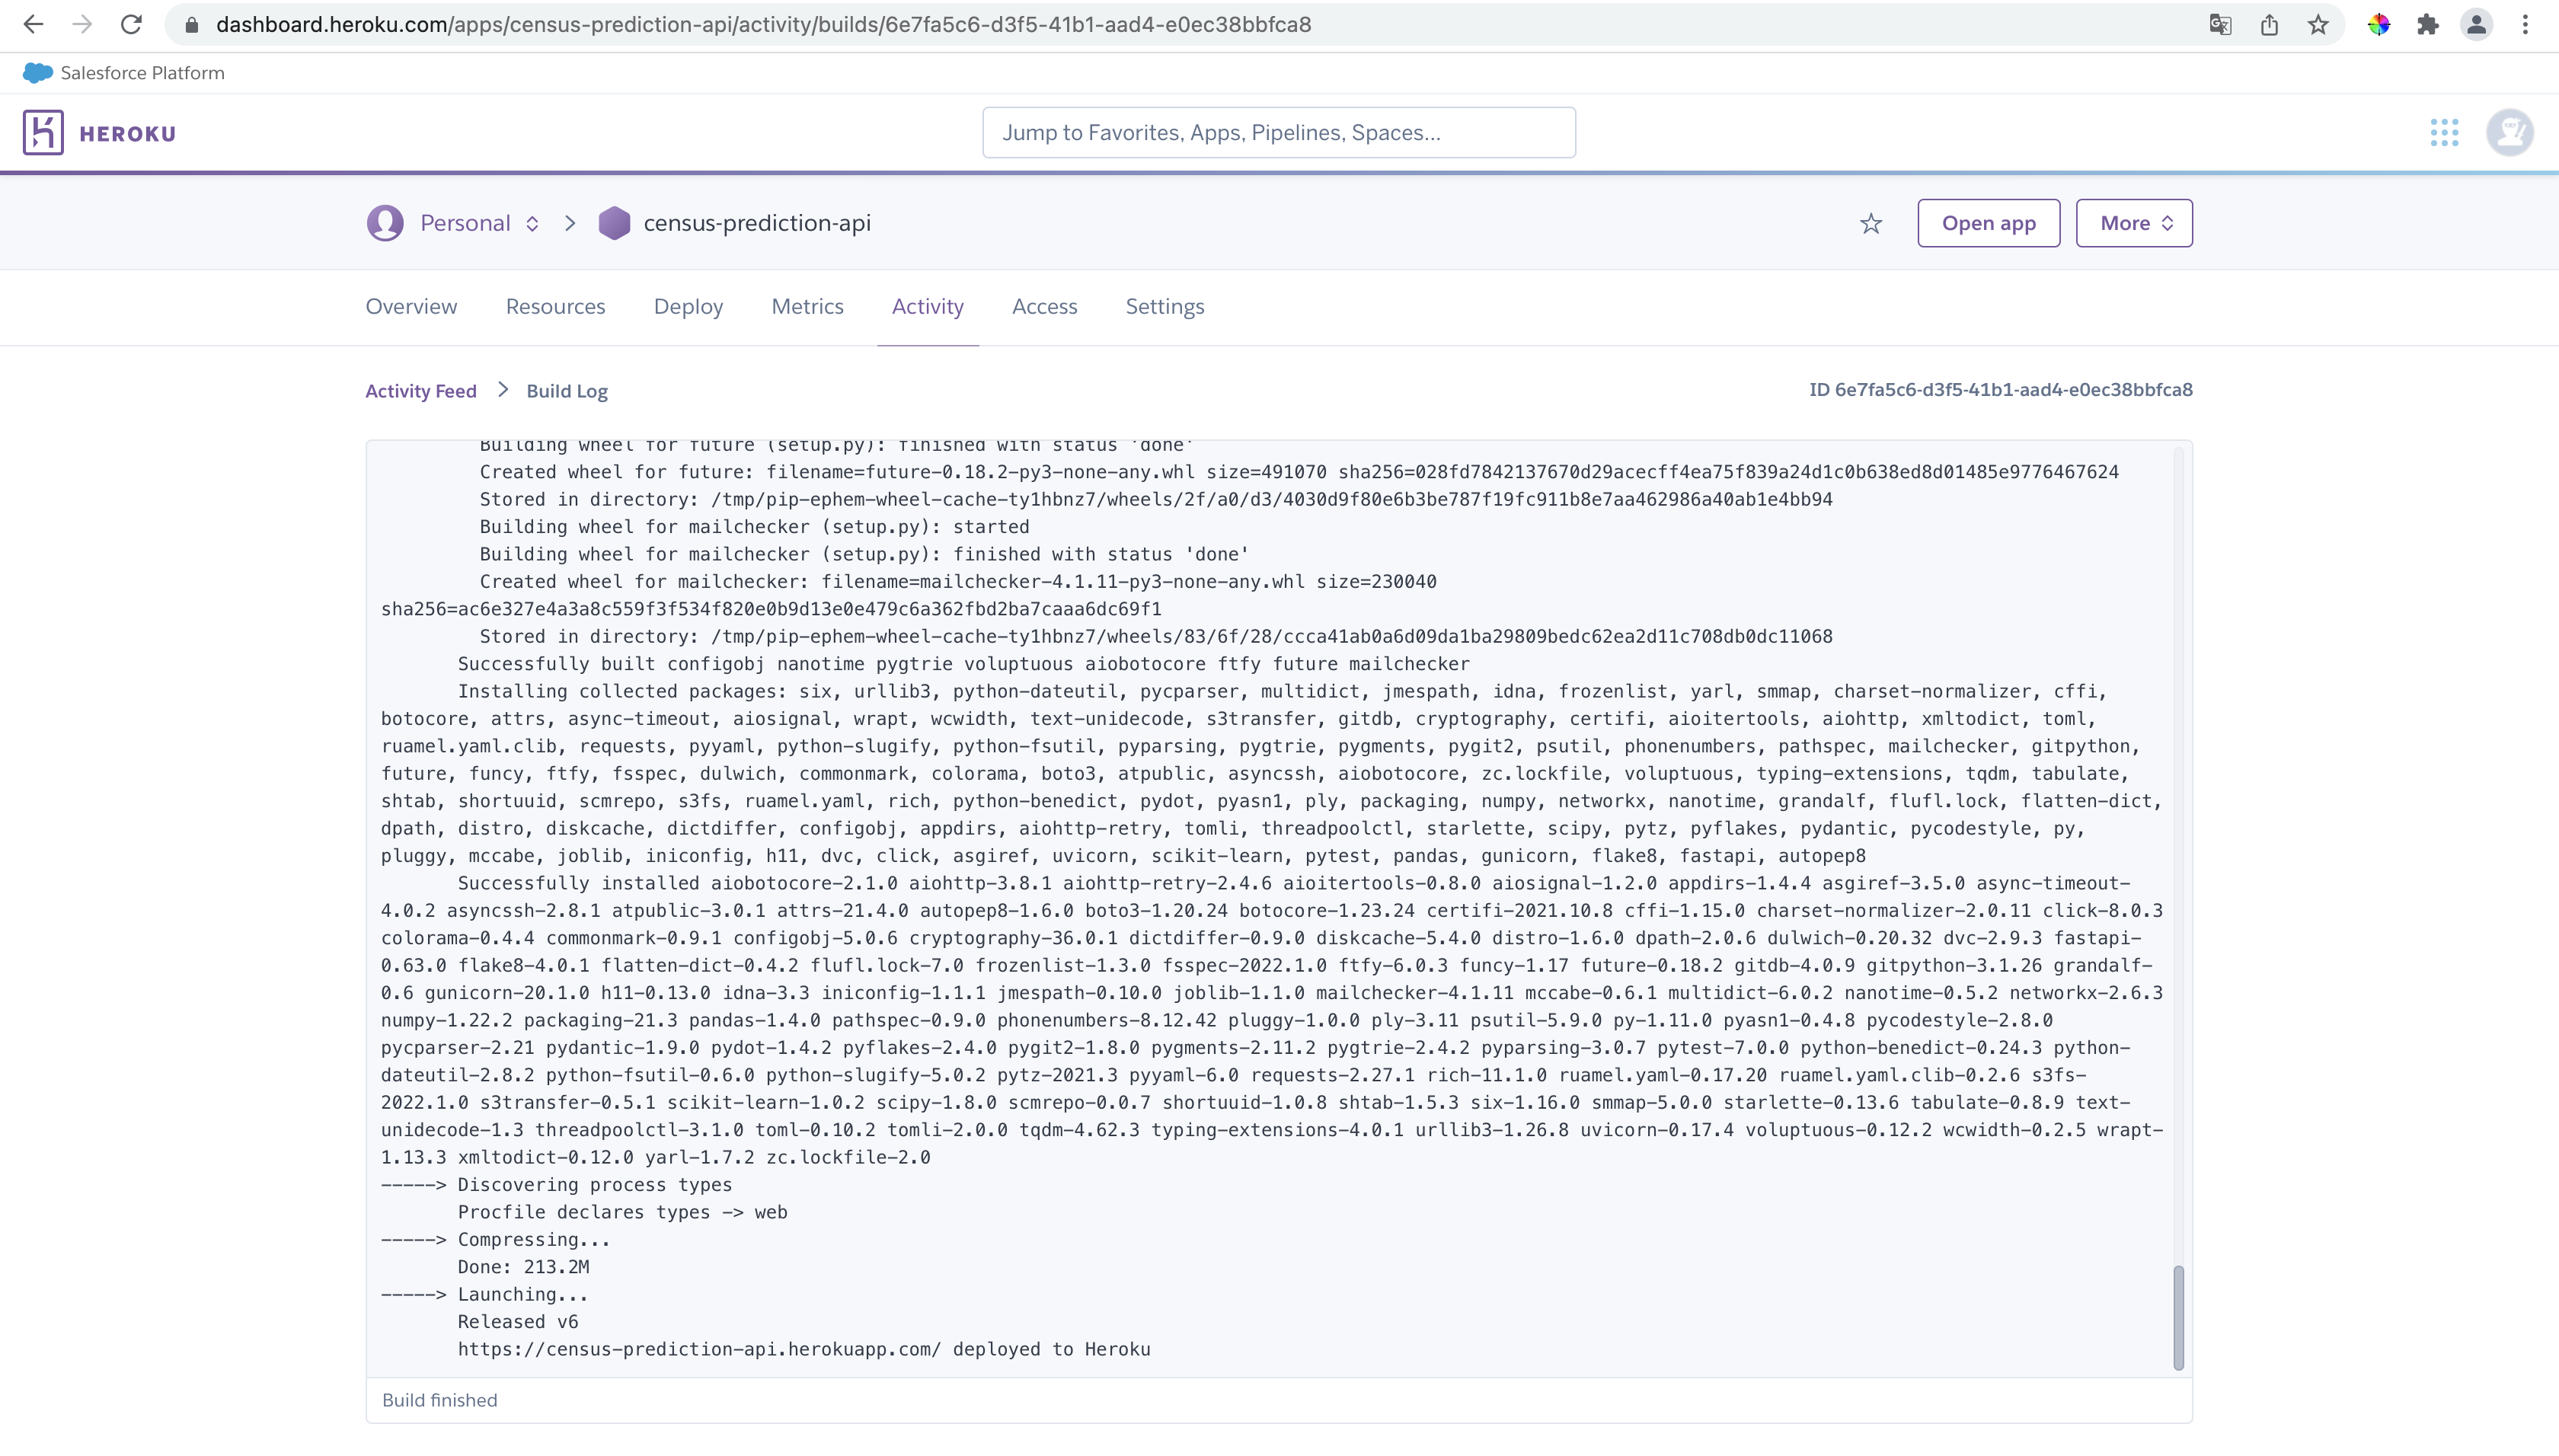 dashboard.heroku.com/apps/census-prediction-api/activity/builds/6e7fa5c6-d3f5-41b1-aad4-e0ec38bbfca8
Salesforce Platform
HEROKU
Jump to Favorites, Apps, Pipelines, Spaces...
Personal
census-prediction-api
Open app
More
Overview
Resources
Deploy
Metrics
Activity
Access
Settings
Activity Feed > Build Log
ID 6e7fa5c6-d3f5-41b1-aad4-e0ec38bbfca8
Building wheel for future (setup.py): finished with status 'done'
Created wheel for future: filename=future-0.18.2-py3-none-any.whl size=491070 sha256=028fd7842137670d29acecff4ea75f839a24d1c0b638ed8d01485e9776467624
Stored in directory: /tmp/pip-ephem-wheel-cache-ty1hbnz7/wheels/2f/a0/d3/4030d9f80e6b3be787f19fc911b8e7aa462986a40ab1e4bb94
Building wheel for mailchecker (setup.py): started
Building wheel for mailchecker (setup.py): finished with status 'done'
Created wheel for mailchecker: filename=mailchecker-4.1.11-py3-none-any.whl size=230040
sha256=ac6e327e4a3a8c559f3f534f820e0b9d13e0e479c6a362fbd2ba7caaa6dc69f1
Stored in directory: /tmp/pip-ephem-wheel-cache-ty1hbnz7/wheels/83/6f/28/ccca41ab0a6d09da1ba29809bedc62ea2d11c708db0dc11068
Successfully built configobj nanotime pygtrie voluptuous aiobotocore ftfy future mailchecker
Installing collected packages: six, urllib3, python-dateutil, pycparser, multidict, jmespath, idna, frozenlist, yarl, smmap, charset-normalizer, cffi,
botocore, attrs, async-timeout, aiosignal, wrapt, wcwidth, text-unidecode, s3transfer, gitdb, cryptography, certifi, aioitertools, aiohttp, xmltodict, toml,
ruamel.yaml.clib, requests, pyyaml, python-slugify, python-fsutil, pyparsing, pygtrie, pygments, pygit2, psutil, phonenumbers, pathspec, mailchecker, gitpython,
future, funcy, ftfy, fsspec, dulwich, commonmark, colorama, boto3, atpublic, asyncssh, aiobotocore, zc.lockfile, voluptuous, typing-extensions, tqdm, tabulate,
shtab, shortuuid, scmrepo, s3fs, ruamel.yaml, rich, python-benedict, pydot, pyasn1, ply, packaging, numpy, networkx, nanotime, grandalf, flufl.lock, flatten-dict,
dpath, distro, diskcache, dictdiffer, configobj, appdirs, aiohttp-retry, tomli, threadpoolctl, starlette, scipy, pytz, pyflakes, pydantic, pycodestyle, py,
pluggy, mccabe, joblib, iniconfig, h11, dvc, click, asgiref, uvicorn, scikit-learn, pytest, pandas, gunicorn, flake8, fastapi, autopep8
Successfully installed aiobotocore-2.1.0 aiohttp-3.8.1 aiohttp-retry-2.4.6 aioitertools-0.8.0 aiosignal-1.2.0 appdirs-1.4.4 asgiref-3.5.0 async-timeout-
4.0.2 asyncssh-2.8.1 atpublic-3.0.1 attrs-21.4.0 autopep8-1.6.0 boto3-1.20.24 botocore-1.23.24 certifi-2021.10.8 cffi-1.15.0 charset-normalizer-2.0.11 click-8.0.3
colorama-0.4.4 commonmark-0.9.1 configobj-5.0.6 cryptography-36.0.1 dictdiffer-0.9.0 diskcache-5.4.0 distro-1.6.0 dpath-2.0.6 dulwich-0.20.32 dvc-2.9.3 fastapi-
0.63.0 flake8-4.0.1 flatten-dict-0.4.2 flufl.lock-7.0 frozenlist-1.3.0 fsspec-2022.1.0 ftfy-6.0.3 funcy-1.17 future-0.18.2 gitdb-4.0.9 gitpython-3.1.26 grandalf-
0.6 gunicorn-20.1.0 h11-0.13.0 idna-3.3 iniconfig-1.1.1 jmespath-0.10.0 joblib-1.1.0 mailchecker-4.1.11 mccabe-0.6.1 multidict-6.0.2 nanotime-0.5.2 networkx-2.6.3
numpy-1.22.2 packaging-21.3 pandas-1.4.0 pathspec-0.9.0 phonenumbers-8.12.42 pluggy-1.0.0 ply-3.11 psutil-5.9.0 py-1.11.0 pyasn1-0.4.8 pycodestyle-2.8.0
pycparser-2.21 pydantic-1.9.0 pydot-1.4.2 pyflakes-2.4.0 pygit2-1.8.0 pygments-2.11.2 pygtrie-2.4.2 pyparsing-3.0.7 pytest-7.0.0 python-benedict-0.24.3 python-
dateutil-2.8.2 python-fsutil-0.6.0 python-slugify-5.0.2 pytz-2021.3 pyyaml-6.0 requests-2.27.1 rich-11.1.0 ruamel.yaml-0.17.20 ruamel.yaml.clib-0.2.6 s3fs-
2022.1.0 s3transfer-0.5.1 scikit-learn-1.0.2 scipy-1.8.0 scmrepo-0.0.7 shortuuid-1.0.8 shtab-1.5.3 six-1.16.0 smmap-5.0.0 starlette-0.13.6 tabulate-0.8.9 text-
unidecode-1.3 threadpoolctl-3.1.0 toml-0.10.2 tomli-2.0.0 tqdm-4.62.3 typing-extensions-4.0.1 urllib3-1.26.8 uvicorn-0.17.4 voluptuous-0.12.2 wcwidth-0.2.5 wrapt-
1.13.3 xmltodict-0.12.0 yarl-1.7.2 zc.lockfile-2.0
-----> Discovering process types
Procfile declares types -> web
-----> Compressing...
Done: 213.2M
-----> Launching...
Released v6
https://census-prediction-api.herokuapp.com/ deployed to Heroku
Build finished